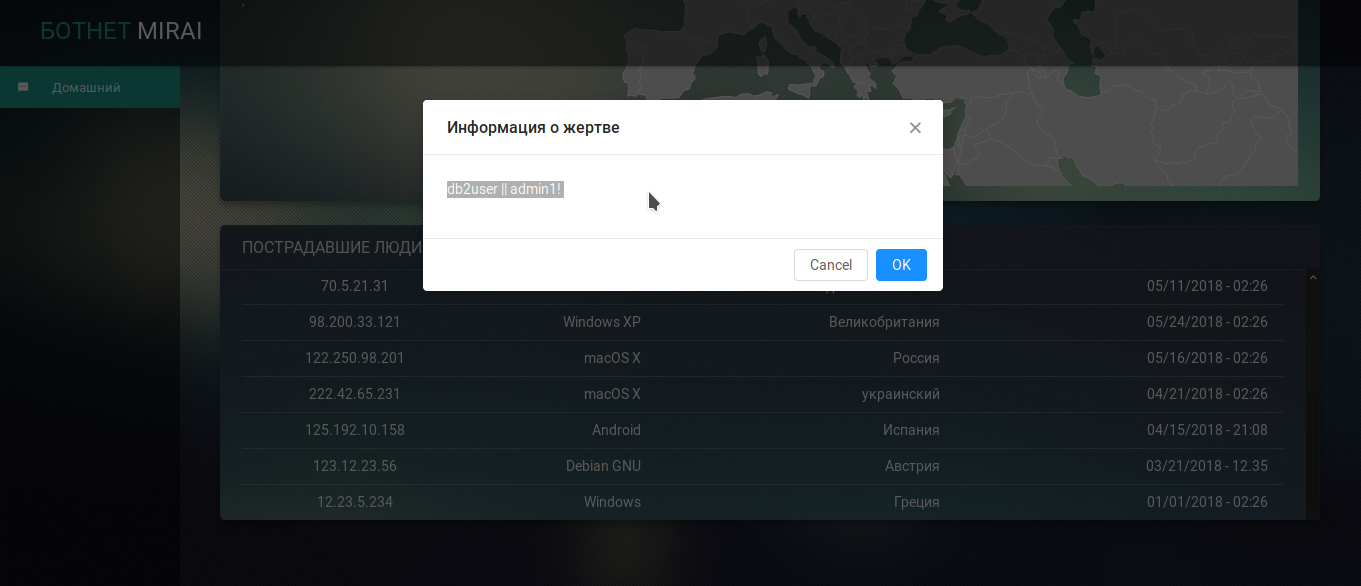 БОТНЕТ MIRAI
Домашний
Информация о жертве
db2user || admin1!
Cancel OK
ПОСТРАДАВШИЕ ЛЮДИ
70.5.21.31 05/11/2018 - 02:26
98.200.33.121 Windows XP Великобритания 05/24/2018 - 02:26
122.250.98.201 macOS X Россия 05/16/2018 - 02:26
222.42.65.231 macOS X украинский 04/21/2018 - 02:26
125.192.10.158 Android Испания 04/15/2018 - 21:08
123.12.23.56 Debian GNU Австрия 03/21/2018 - 12.35
12.23.5.234 Windows Греция 01/01/2018 - 02:26